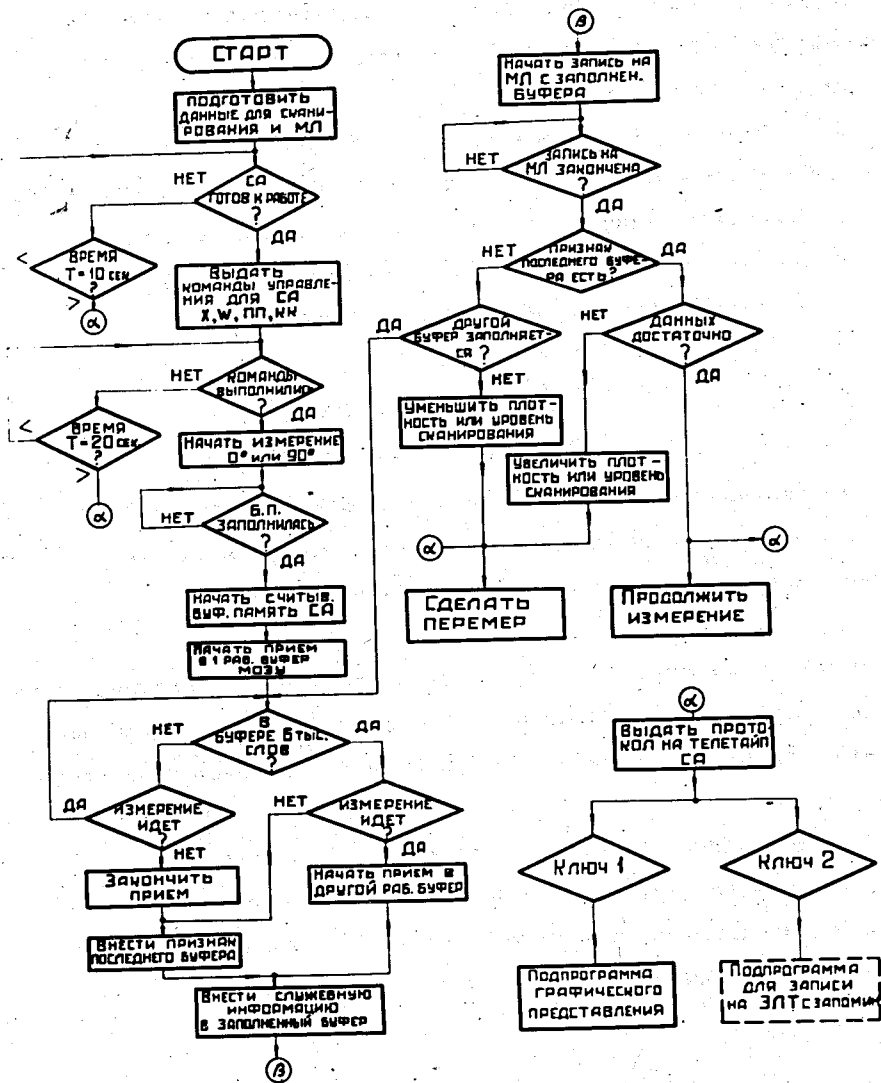 СТАРТ
ПОДГОТОВИТЬ
ДАННЫЕ ДЛЯ СКАНИ-
РОВАНИЯ И МЛ
НЕТ
СА
ГОТОВ К РАБОТЕ
?
ДА
<
ВРЕМЯ
Т=10 СЕК
?
>
α
ВЫДАТЬ
КОМАНДЫ УПРАВЛЕ-
НИЯ ДЛЯ СА
X, W, ПП, КК
НЕТ
КОМАНДЫ
ВЫПОЛНИЛИСЬ
?
ДА
<
ВРЕМЯ
Т=20 СЕК
?
>
α
НАЧАТЬ ИЗМЕРЕНИЕ
0° ИЛИ 90°
Б.П.
ЗАПОЛНИЛАСЬ
?
НЕТ
ДА
НАЧАТЬ СЧИТЫВ.
БУФ. ПАМЯТЬ СА
НАЧАТЬ ПРИЕМ
В 1 РАБ. БУФЕР
МОЗУ
НЕТ
В
БУФЕРЕ 6 ТЫС.
СЛОВ
?
ДА
ДА
ИЗМЕРЕНИЕ
ИДЕТ
?
НЕТ
НЕТ
ИЗМЕРЕНИЕ
ИДЕТ
?
ДА
ЗАКОНЧИТЬ
ПРИЕМ
НАЧАТЬ ПРИЕМ В
ДРУГОЙ РАБ. БУФЕР
ВНЕСТИ ПРИЗНАК
ПОСЛЕДНЕГО БУФЕРА
ВНЕСТИ СЛУЖЕБНУЮ
ИНФОРМАЦИЮ
В ЗАПОЛНЕННЫЙ БУФЕР
β
β
НАЧАТЬ ЗАПИСЬ НА
МЛ С ЗАПОЛНЕН.
БУФЕРА
НЕТ
ЗАПИСЬ НА
МЛ ЗАКОНЧЕНА
?
ДА
НЕТ
ПРИЗНАК
ПОСЛЕДНЕГО БУФЕ-
РА ЕСТЬ?
ДА
ДА
ДРУГОЙ
БУФЕР ЗАПОЛНЯЕТ-
СЯ ?
НЕТ
НЕТ
ДАННЫХ
ДОСТАТОЧНО
?
ДА
УМЕНЬШИТЬ ПЛОТ-
НОСТЬ ИЛИ УРОВЕНЬ
СКАНИРОВАНИЯ
УВЕЛИЧИТЬ ПЛОТ-
НОСТЬ ИЛИ УРОВЕНЬ
СКАНИРОВАНИЯ
α
α
СДЕЛАТЬ
ПЕРЕМЕР
ПРОДОЛЖИТЬ
ИЗМЕРЕНИЕ
α
ВЫДАТЬ ПРОТО-
КОЛ НА ТЕЛЕТАЙП
СА
КЛЮЧ 1
КЛЮЧ 2
ПОДПРОГРАММА
ГРАФИЧЕСКОГО
ПРЕДСТАВЛЕНИЯ
ПОДПРОГРАММА
ДЛЯ ЗАПИСИ
НА ЭЛТ С ЗАПОМИН